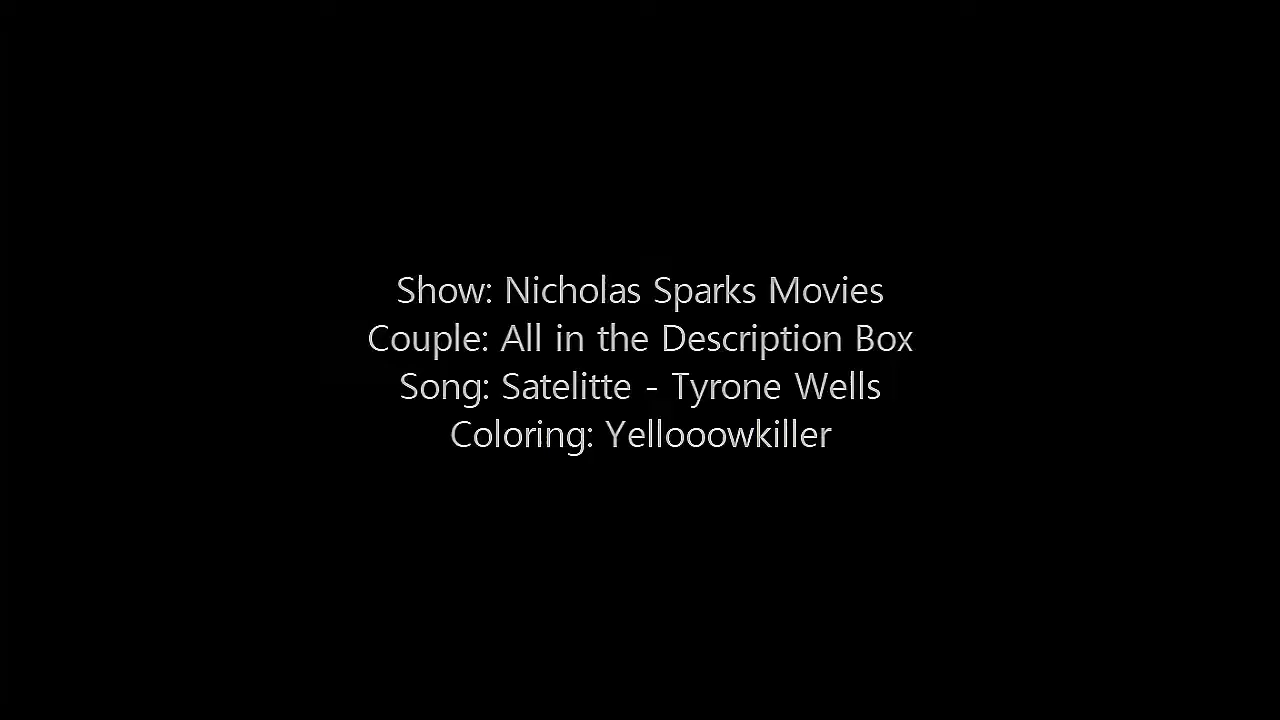 Show: Nicholas Sparks Movies
Couple: All in the Description Box
Song: Satelitte - Tyrone Wells
Coloring: Yellooowkiller